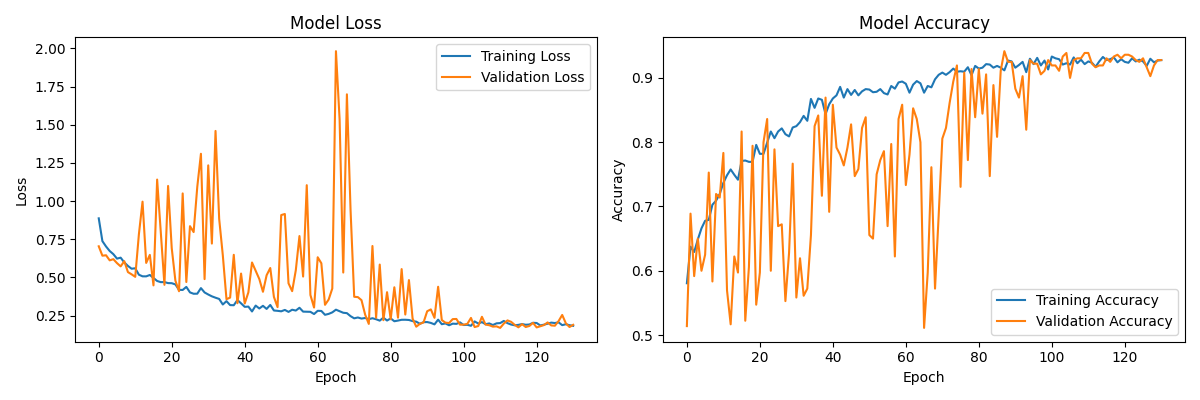 Model Loss
2.00
1.75
1.50
1.25
1.00
0.75
0.50
0.25
Loss
0
20
40
60
80
100
120
Epoch
Training Loss
Validation Loss
Model Accuracy
0.9
0.8
0.7
0.6
0.5
Accuracy
0
20
40
60
80
100
120
Epoch
Training Accuracy
Validation Accuracy